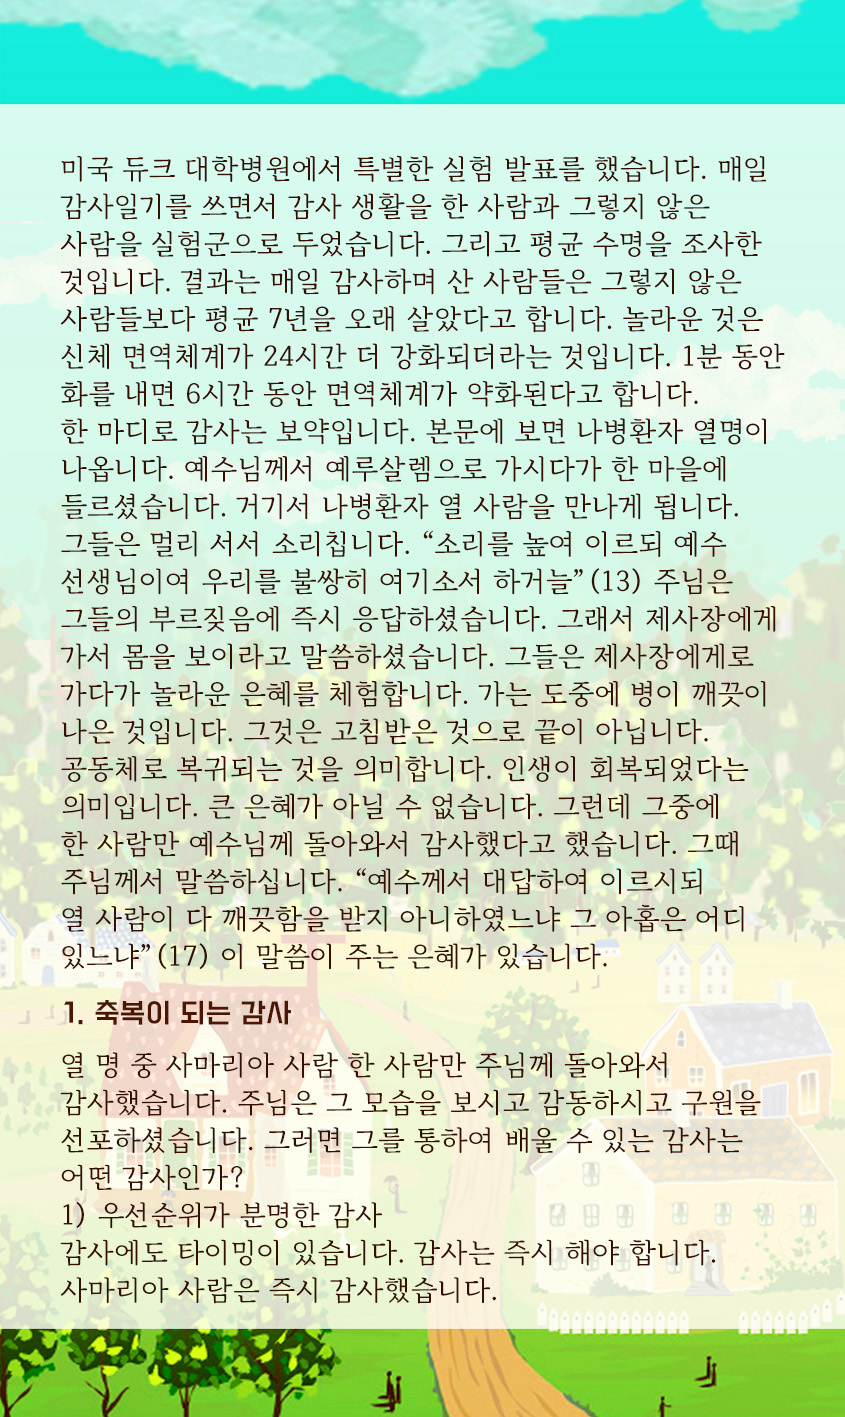 미국 듀크 대학병원에서 특별한 실험 발표를 했습니다. 매일
감사일기를 쓰면서 감사 생활을 한 사람과 그렇지 않은
사람을 실험군으로 두었습니다. 그리고 평균 수명을 조사한
것입니다. 결과는 매일 감사하며 산 사람들은 그렇지 않은
사람들보다 평균 7년을 오래 살았다고 합니다. 놀라운 것은
신체 면역체계가 24시간 더 강화되더라는 것입니다. 1분 동안
화를 내면 6시간 동안 면역체계가 약화된다고 합니다.
한 마디로 감사는 보약입니다. 본문에 보면 나병환자 열명이
나옵니다. 예수님께서 예루살렘으로 가시다가 한 마을에
들르셨습니다. 거기서 나병환자 열 사람을 만나게 됩니다.
그들은 멀리 서서 소리칩니다. “소리를 높여 이르되 예수
선생님이여 우리를 불쌍히 여기소서 하거늘”(13) 주님은
그들의 부르짖음에 즉시 응답하셨습니다. 그래서 제사장에게
가서 몸을 보이라고 말씀하셨습니다. 그들은 제사장에게로
가다가 놀라운 은혜를 체험합니다. 가는 도중에 병이 깨끗이
나은 것입니다. 그것은 고침받은 것으로 끝이 아닙니다.
공동체로 복귀되는 것을 의미합니다. 인생이 회복되었다는
의미입니다. 큰 은혜가 아닐 수 없습니다. 그런데 그중에
한 사람만 예수님께 돌아와서 감사했다고 했습니다. 그때
주님께서 말씀하십니다. “예수께서 대답하여 이르시되
열 사람이 다 깨끗함을 받지 아니하였느냐 그 아홉은 어디
있느냐”(17) 이 말씀이 주는 은혜가 있습니다.
1. 축복이 되는 감사
열 명 중 사마리아 사람 한 사람만 주님께 돌아와서
감사했습니다. 주님은 그 모습을 보시고 감동하시고 구원을
선포하셨습니다. 그러면 그를 통하여 배울 수 있는 감사는
어떤 감사인가?
1) 우선순위가 분명한 감사
감사에도 타이밍이 있습니다. 감사는 즉시 해야 합니다.
사마리아 사람은 즉시 감사했습니다.